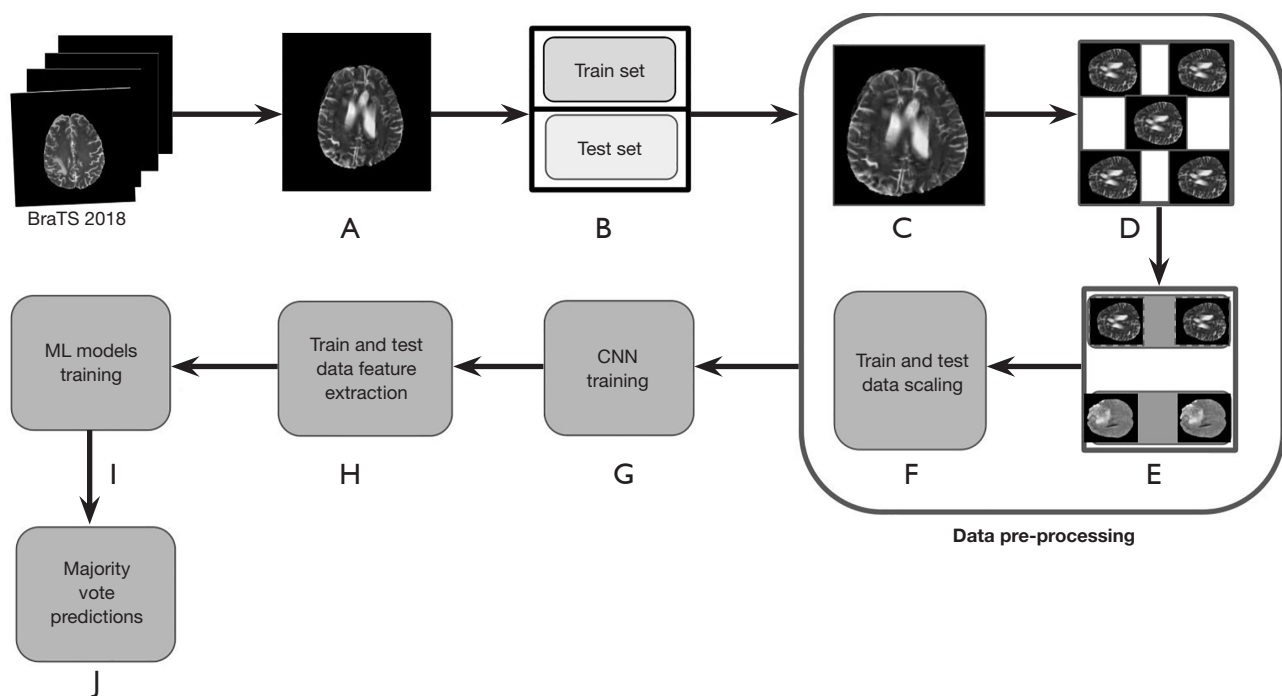 Train set
Test set
BraTS 2018
A
B
C
D
ML models
training
Train and test
data feature
extraction
CNN
training
Train and test
data scaling
I
H
G
F
E
Data pre-processing
Majority
vote
predictions
J